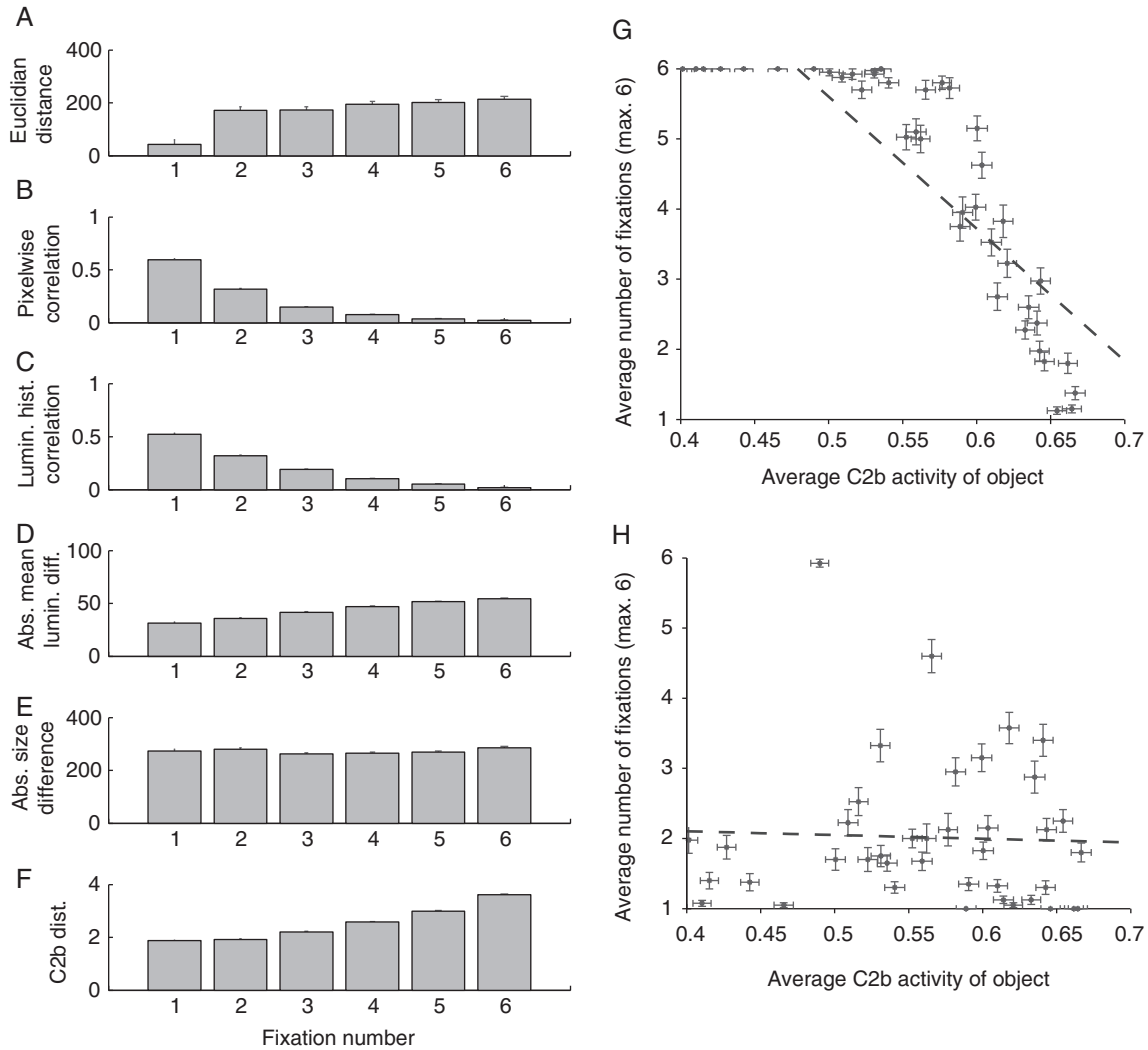 A
Euclidian
distance
400
200
0
1 2 3 4 5 6
B
Pixelwise
correlation
1
0.5
0
1 2 3 4 5 6
C
Lumin. hist.
correlation
1
0.5
0
1 2 3 4 5 6
D
Abs. mean
lumin. diff.
100
50
0
1 2 3 4 5 6
E
Abs. size
difference
400
200
0
1 2 3 4 5 6
F
C2b dist.
4
2
0
1 2 3 4 5 6
Fixation number
G
Average number of fixations (max. 6)
6
5
4
3
2
1
0.4 0.45 0.5 0.55 0.6 0.65 0.7
Average C2b activity of object
H
Average number of fixations (max. 6)
6
5
4
3
2
1
0.4 0.45 0.5 0.55 0.6 0.65 0.7
Average C2b activity of object